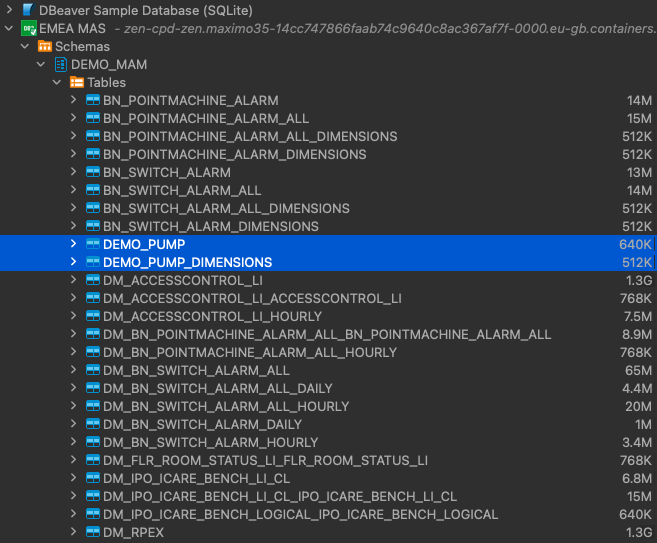 DBeaver Sample Database (SQLite)
EMEA MAS - zen-cpd-zen.maximo35-14cc747866faab74c9640c8ac367af7f-0000.eu-gb.containers.
Schemas
DEMO_MAM
Tables
BN_POINTMACHINE_ALARM 14M
BN_POINTMACHINE_ALARM_ALL 15M
BN_POINTMACHINE_ALARM_ALL_DIMENSIONS 512K
BN_POINTMACHINE_ALARM_DIMENSIONS 512K
BN_SWITCH_ALARM 13M
BN_SWITCH_ALARM_ALL 14M
BN_SWITCH_ALARM_ALL_DIMENSIONS 512K
BN_SWITCH_ALARM_DIMENSIONS 512K
DEMO_PUMP 640K
DEMO_PUMP_DIMENSIONS 512K
DM_ACCESSCONTROL_LI 1.3G
DM_ACCESSCONTROL_LI_ACCESSCONTROL_LI 768K
DM_ACCESSCONTROL_LI_HOURLY 7.5M
DM_BN_POINTMACHINE_ALARM_ALL_BN_POINTMACHINE_ALARM_ALL 8.9M
DM_BN_POINTMACHINE_ALARM_ALL_HOURLY 768K
DM_BN_SWITCH_ALARM_ALL 65M
DM_BN_SWITCH_ALARM_ALL_DAILY 4.4M
DM_BN_SWITCH_ALARM_ALL_HOURLY 20M
DM_BN_SWITCH_ALARM_DAILY 1M
DM_BN_SWITCH_ALARM_HOURLY 3.4M
DM_FLR_ROOM_STATUS_LI_FLR_ROOM_STATUS_LI 768K
DM_IPO_ICARE_BENCH_LI_CL 6.8M
DM_IPO_ICARE_BENCH_LI_CL_IPO_ICARE_BENCH_LI_CL 15M
DM_IPO_ICARE_BENCH_LOGICAL_IPO_ICARE_BENCH_LOGICAL 640K
DM_RPEX 1.3G